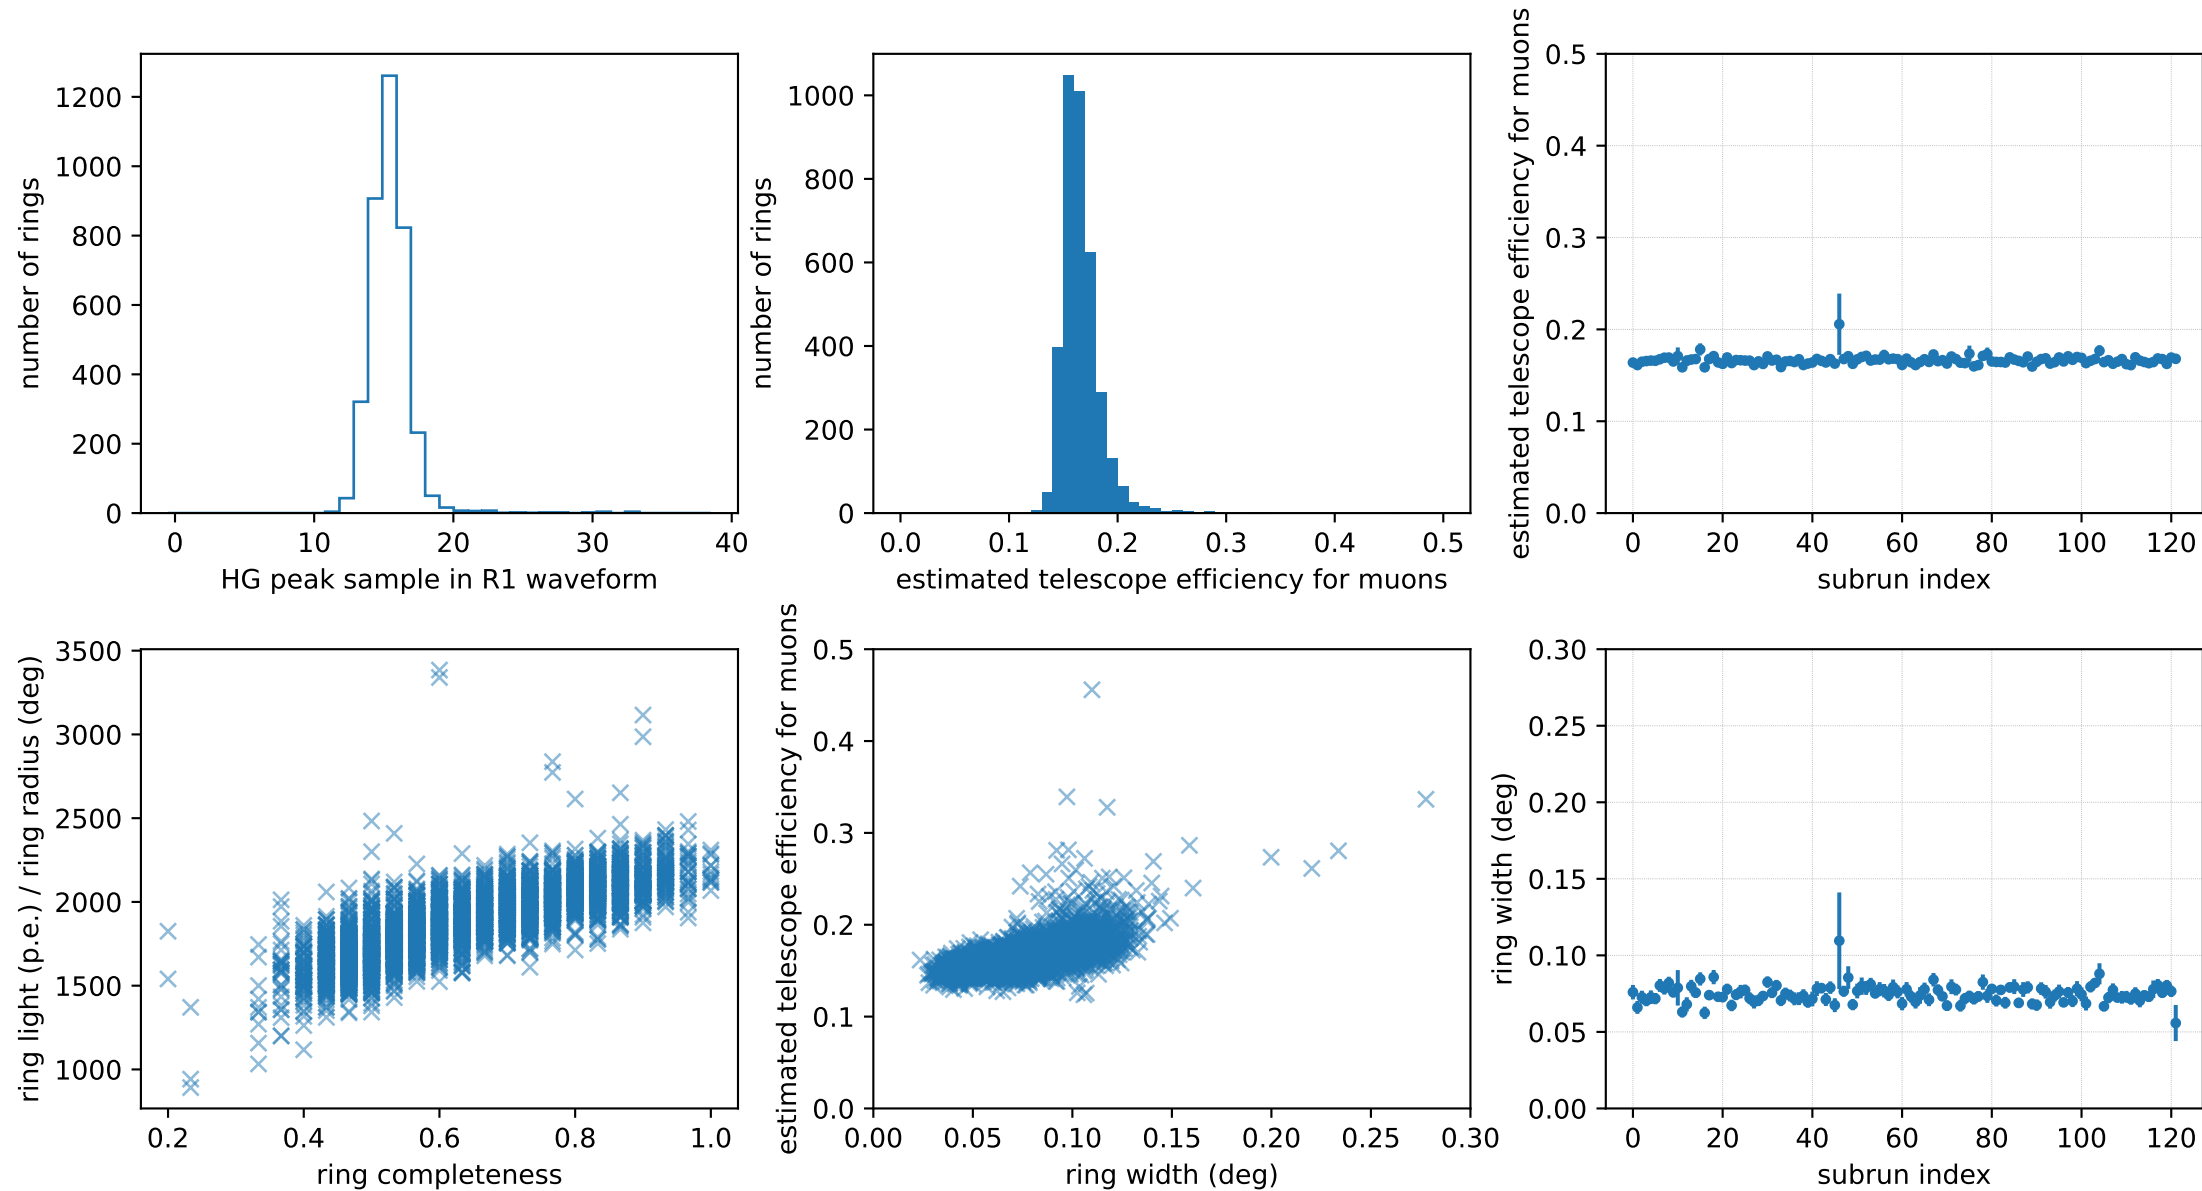 number of rings
1200
1000
800
600
400
200
0
0 10 20 30 40
HG peak sample in R1 waveform
number of rings
1000
800
600
400
200
0
0.0 0.1 0.2 0.3 0.4 0.5
estimated telescope efficiency for muons
estimated telescope efficiency for muons
0.5
0.4
0.3
0.2
0.1
0.0
0 20 40 60 80 100 120
subrun index
ring light (p.e.) / ring radius (deg)
3500
3000
2500
2000
1500
1000
0.2 0.4 0.6 0.8 1.0
ring completeness
estimated telescope efficiency for muons
0.5
0.4
0.3
0.2
0.1
0.0
0.00 0.05 0.10 0.15 0.20 0.25 0.30
ring width (deg)
ring width (deg)
0.30
0.25
0.20
0.15
0.10
0.05
0.00
0 20 40 60 80 100 120
subrun index